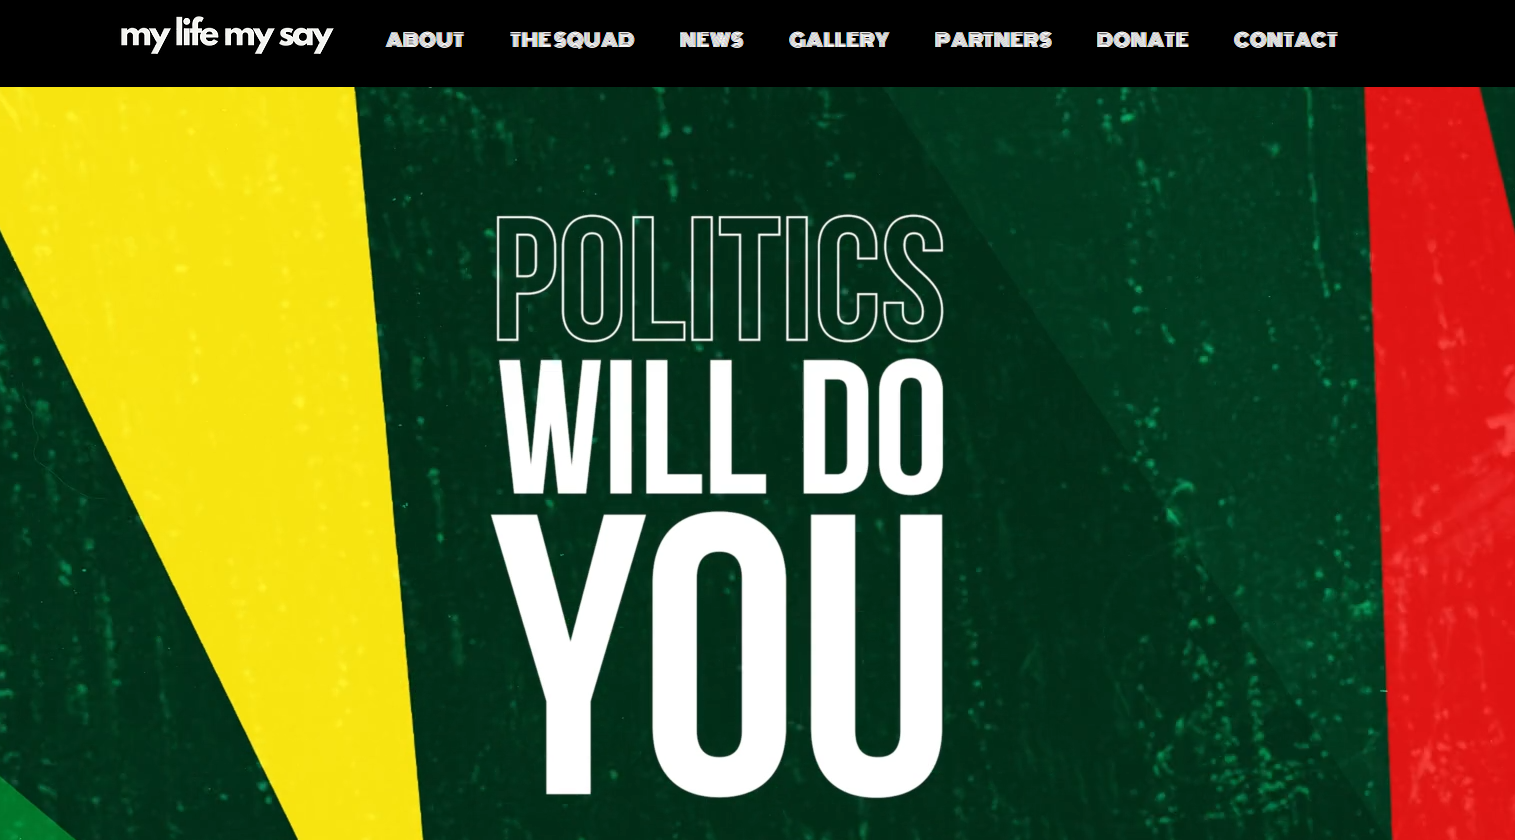 my life my say
ABOUT THE SQUAD NEWS GALLERY PARTNERS DONATE CONTACT
POLITICS
WILL DO
YOU